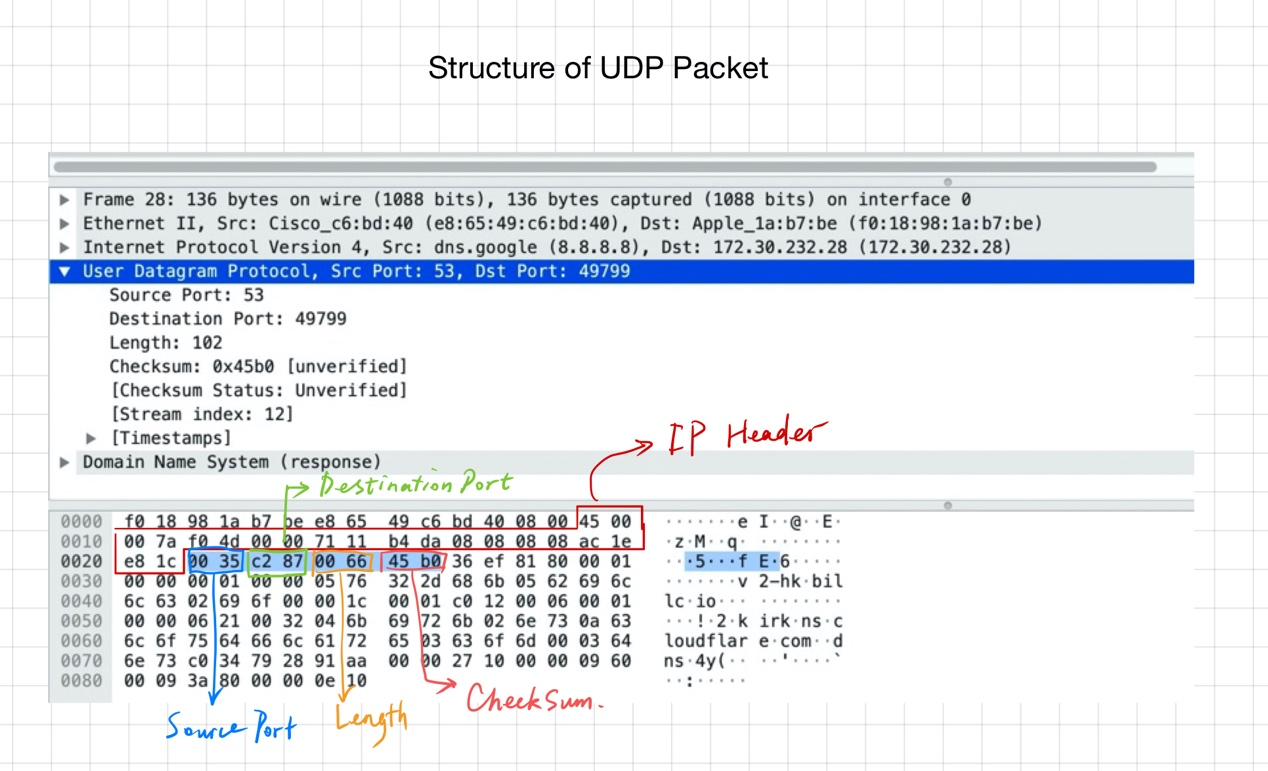 Structure of UDP Packet
Frame 28: 136 bytes on wire (1088 bits), 136 bytes captured (1088 bits) on interface 0
Ethernet II, Src: Cisco_c6:bd:40 (e8:65:49:c6:bd:40), Dst: Apple_1a:b7:be (f0:18:98:1a:b7:be)
Internet Protocol Version 4, Src: dns.google (8.8.8.8), Dst: 172.30.232.28 (172.30.232.28)
User Datagram Protocol, Src Port: 53, Dst Port: 49799
Source Port: 53
Destination Port: 49799
Length: 102
Checksum: 0x45b0 [unverified]
[Checksum Status: Unverified]
[Stream index: 12]
[Timestamps]
Domain Name System (response)
IP Header
Destination Port
0000 f0 18 98 1a b7 be e8 65 49 c6 bd 40 08 00 45 00 ·······e I··@··E·
0010 00 7a f0 4d 00 00 71 11 b4 da 08 08 08 08 ac 1e ·z·M··q· ········
0020 e8 1c 00 35 c2 87 00 66 45 b0 36 ef 81 80 00 01 ···5···f E·6·····
0030 00 00 00 01 00 00 05 76 32 2d 68 6b 05 62 69 6c ·······v 2-hk·bil
0040 6c 63 02 69 6f 00 00 1c 00 01 c0 12 00 06 00 01 lc·io··· ········
0050 00 00 06 21 00 32 04 6b 69 72 6b 02 6e 73 0a 63 ···!·2·k irk·ns·c
0060 6c 6f 75 64 66 6c 61 72 65 03 63 6f 6d 00 03 64 loudflar e·com··d
0070 6e 73 c0 34 79 28 91 aa 00 00 27 10 00 00 09 60 ns·4y(·· ··'····`
0080 00 09 3a 80 00 00 0e 10 ··:·····
Source Port
Length
CheckSum.